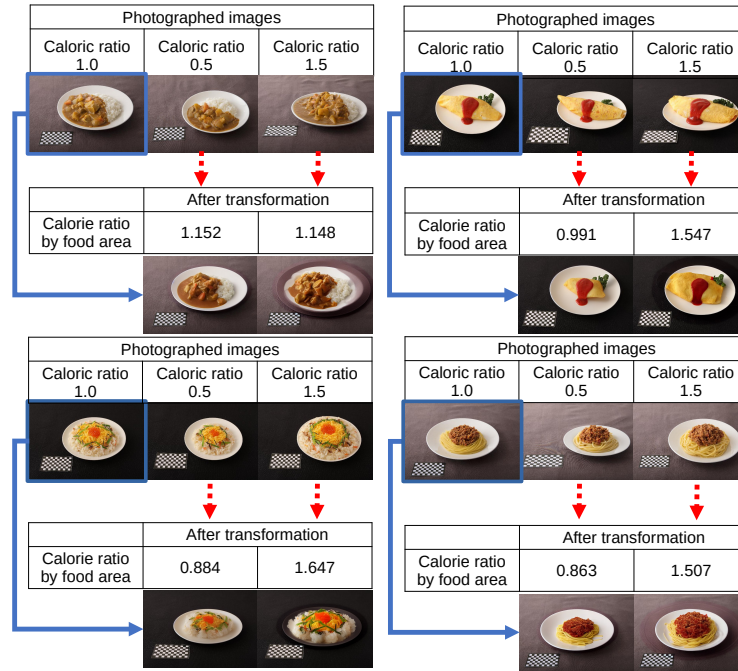 Photographed images
Caloric ratio 1.0
Caloric ratio 0.5
Caloric ratio 1.5
After transformation
Calorie ratio by food area
1.152
1.148
Photographed images
Caloric ratio 1.0
Caloric ratio 0.5
Caloric ratio 1.5
After transformation
Calorie ratio by food area
0.991
1.547
Photographed images
Caloric ratio 1.0
Caloric ratio 0.5
Caloric ratio 1.5
After transformation
Calorie ratio by food area
0.884
1.647
Photographed images
Caloric ratio 1.0
Caloric ratio 0.5
Caloric ratio 1.5
After transformation
Calorie ratio by food area
0.863
1.507